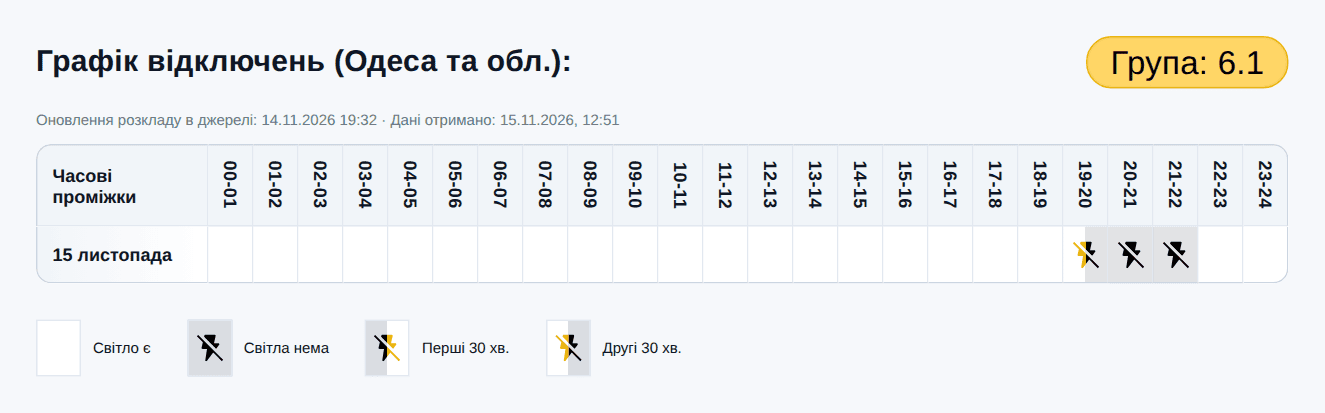 Графік відключень (Одеса та обл.):
Група: 6.1
Оновлення розкладу в джерелі: 14.11.2026 19:32 · Дані отримано: 15.11.2026, 12:51
Часові
проміжки
00-01
01-02
02-03
03-04
04-05
05-06
06-07
07-08
08-09
09-10
10-11
11-12
12-13
13-14
14-15
15-16
16-17
17-18
18-19
19-20
20-21
21-22
22-23
23-24
15 листопада
Світло є
Світла нема
Перші 30 хв.
Другі 30 хв.